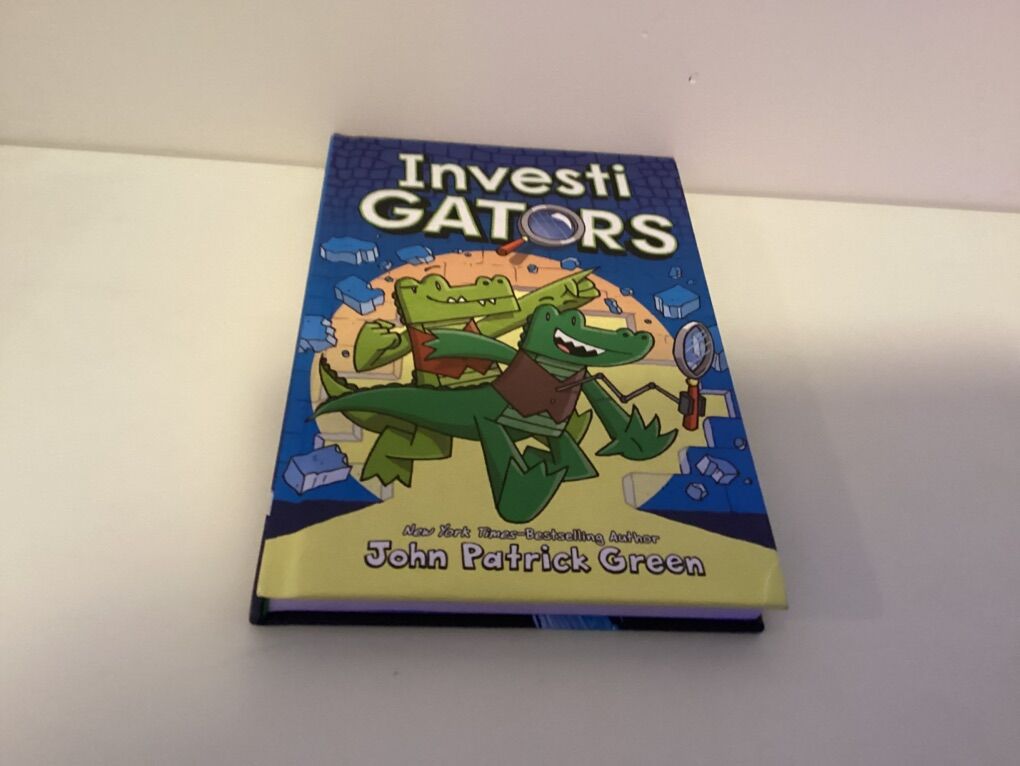 Investi
GATORS
New York Times–Bestselling Author
John Patrick Green